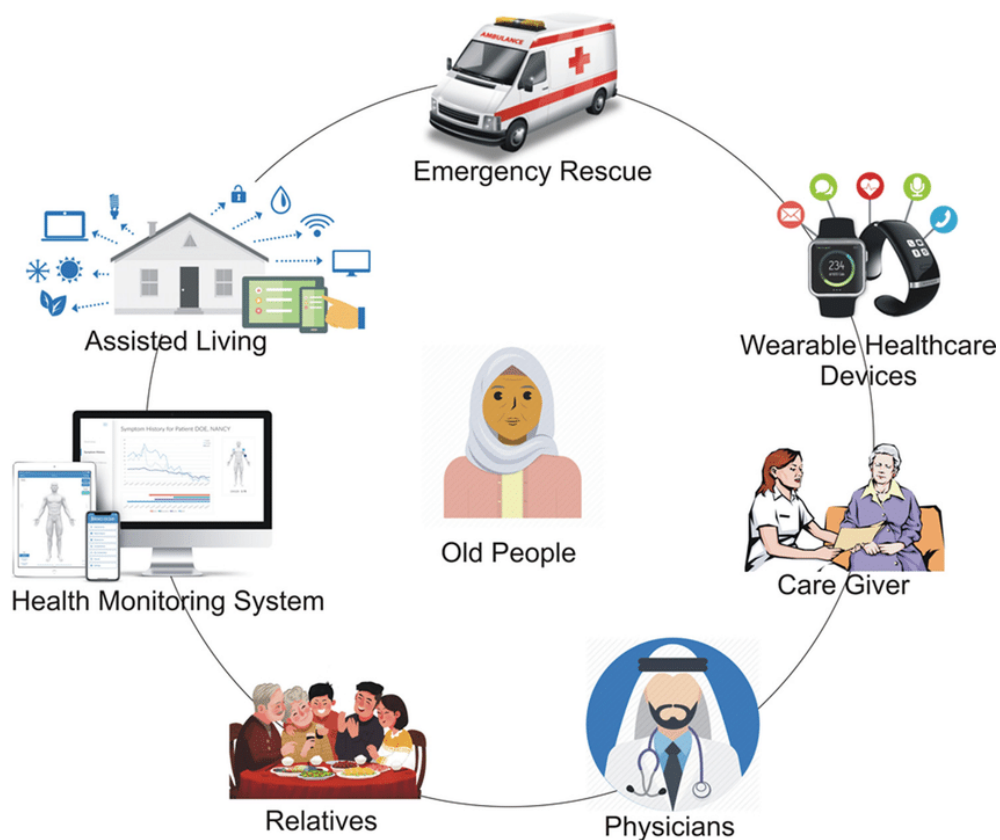 AMBULANCE
Emergency Rescue
Assisted Living
234
Wearable Healthcare
Devices
Symptom History for Patient DOE, NANCY
Old People
Care Giver
Health Monitoring System
Relatives
Physicians